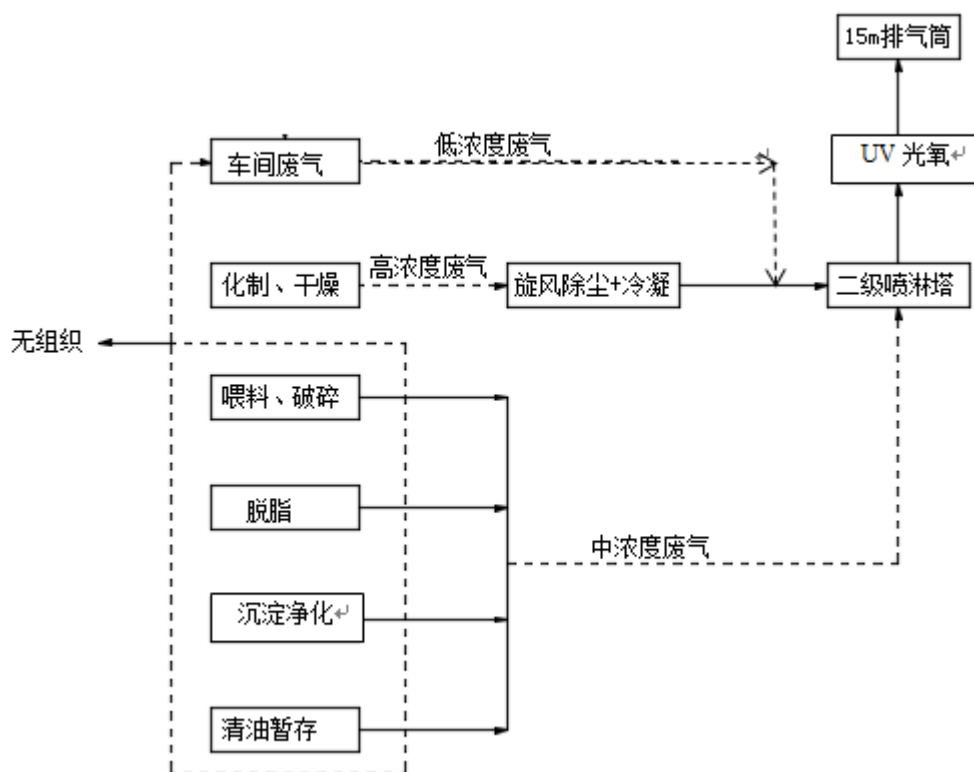 15m排气筒
低浓度废气
车间废气
UV 光氧↵
高浓度废气
化制、干燥
旋风除尘+冷凝
二级喷淋塔
无组织
喂料、破碎
脱脂
中浓度废气
沉淀净化↵
清油暂存